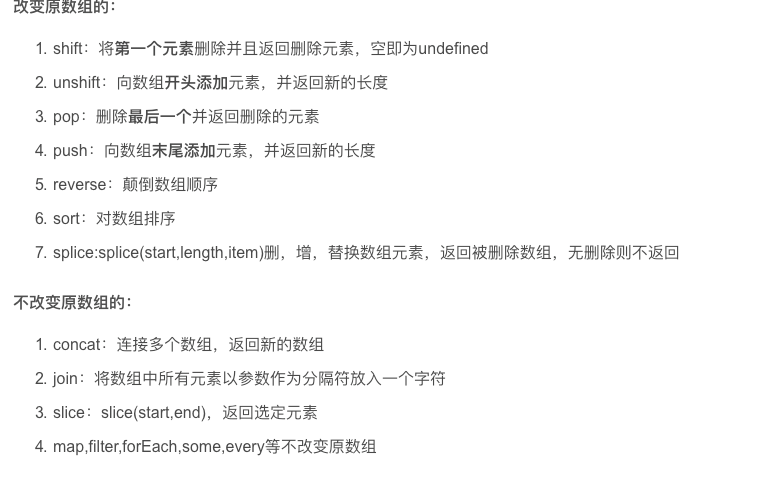 改变原数组的：
1. shift：将第一个元素删除并且返回删除元素，空即为undefined
2. unshift：向数组开头添加元素，并返回新的长度
3. pop：删除最后一个并返回删除的元素
4. push：向数组末尾添加元素，并返回新的长度
5. reverse：颠倒数组顺序
6. sort：对数组排序
7. splice:splice(start,length,item)删，增，替换数组元素，返回被删除数组，无删除则不返回
不改变原数组的：
1. concat：连接多个数组，返回新的数组
2. join：将数组中所有元素以参数作为分隔符放入一个字符
3. slice：slice(start,end)，返回选定元素
4. map,filter,forEach,some,every等不改变原数组